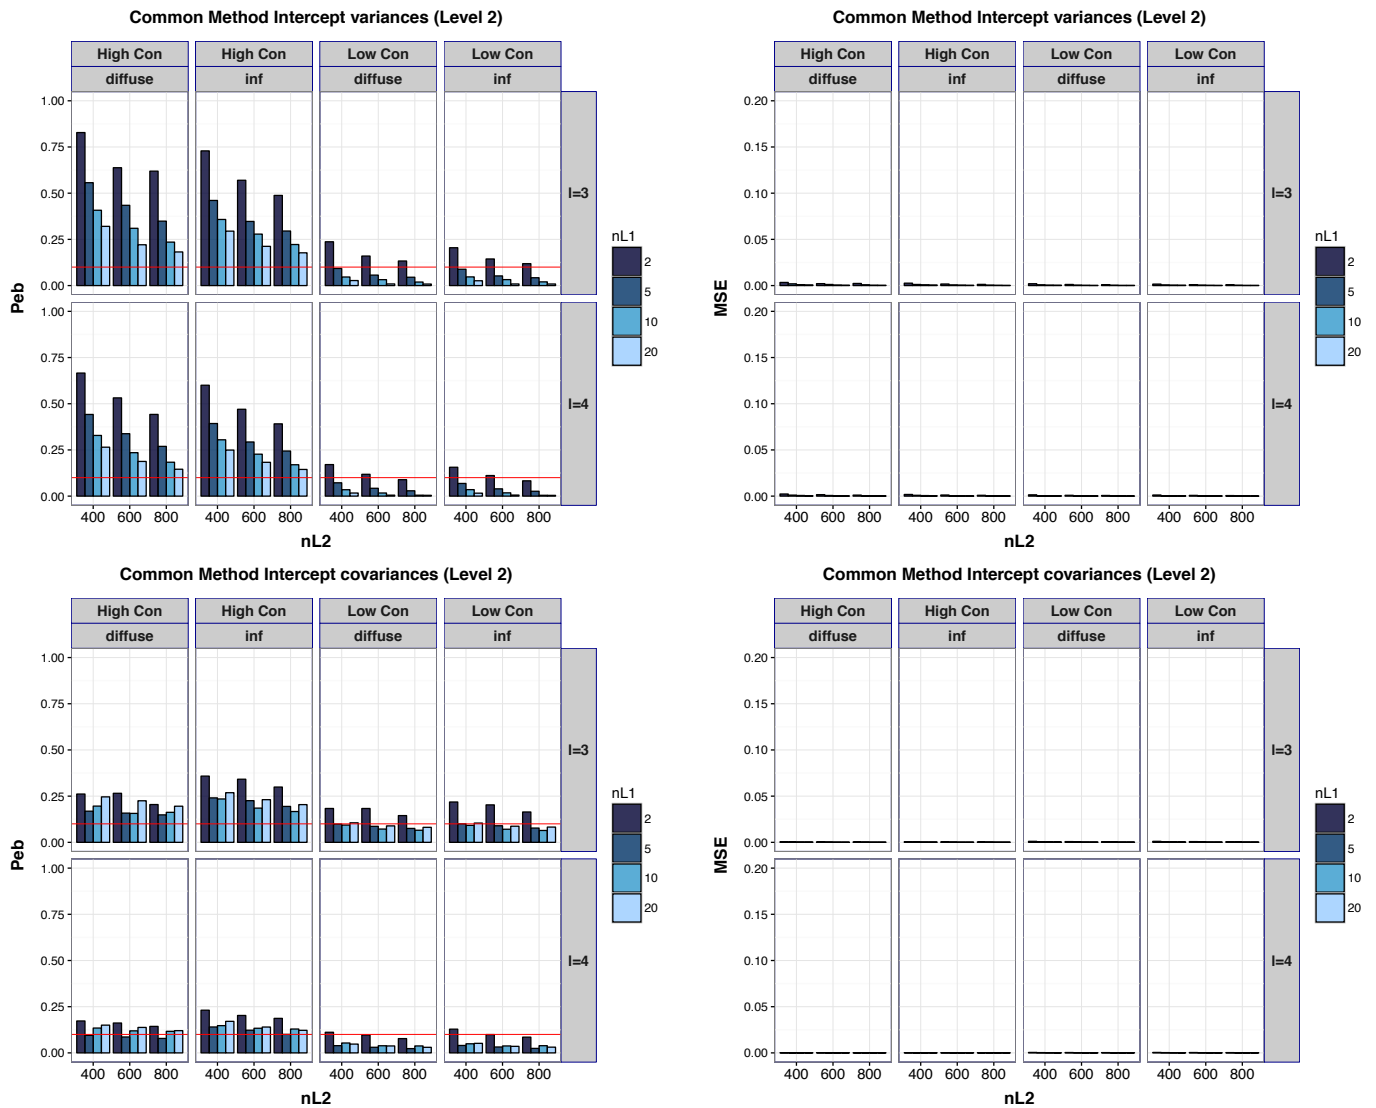 Common Method Intercept variances (Level 2)
High Con High Con Low Con Low Con
diffuse inf diffuse inf
1.00
0.75
0.50
0.25
0.00
l=3
1.00
0.75
0.50
0.25
0.00
l=4
Peb
400 600 800 400 600 800 400 600 800 400 600 800
nL2
nL1
2
5
10
20
Common Method Intercept variances (Level 2)
High Con High Con Low Con Low Con
diffuse inf diffuse inf
0.20
0.15
0.10
0.05
0.00
l=3
0.20
0.15
0.10
0.05
0.00
l=4
MSE
400 600 800 400 600 800 400 600 800 400 600 800
nL2
nL1
2
5
10
20
Common Method Intercept covariances (Level 2)
High Con High Con Low Con Low Con
diffuse inf diffuse inf
1.00
0.75
0.50
0.25
0.00
l=3
1.00
0.75
0.50
0.25
0.00
l=4
Peb
400 600 800 400 600 800 400 600 800 400 600 800
nL2
nL1
2
5
10
20
Common Method Intercept covariances (Level 2)
High Con High Con Low Con Low Con
diffuse inf diffuse inf
0.20
0.15
0.10
0.05
0.00
l=3
0.20
0.15
0.10
0.05
0.00
l=4
MSE
400 600 800 400 600 800 400 600 800 400 600 800
nL2
nL1
2
5
10
20